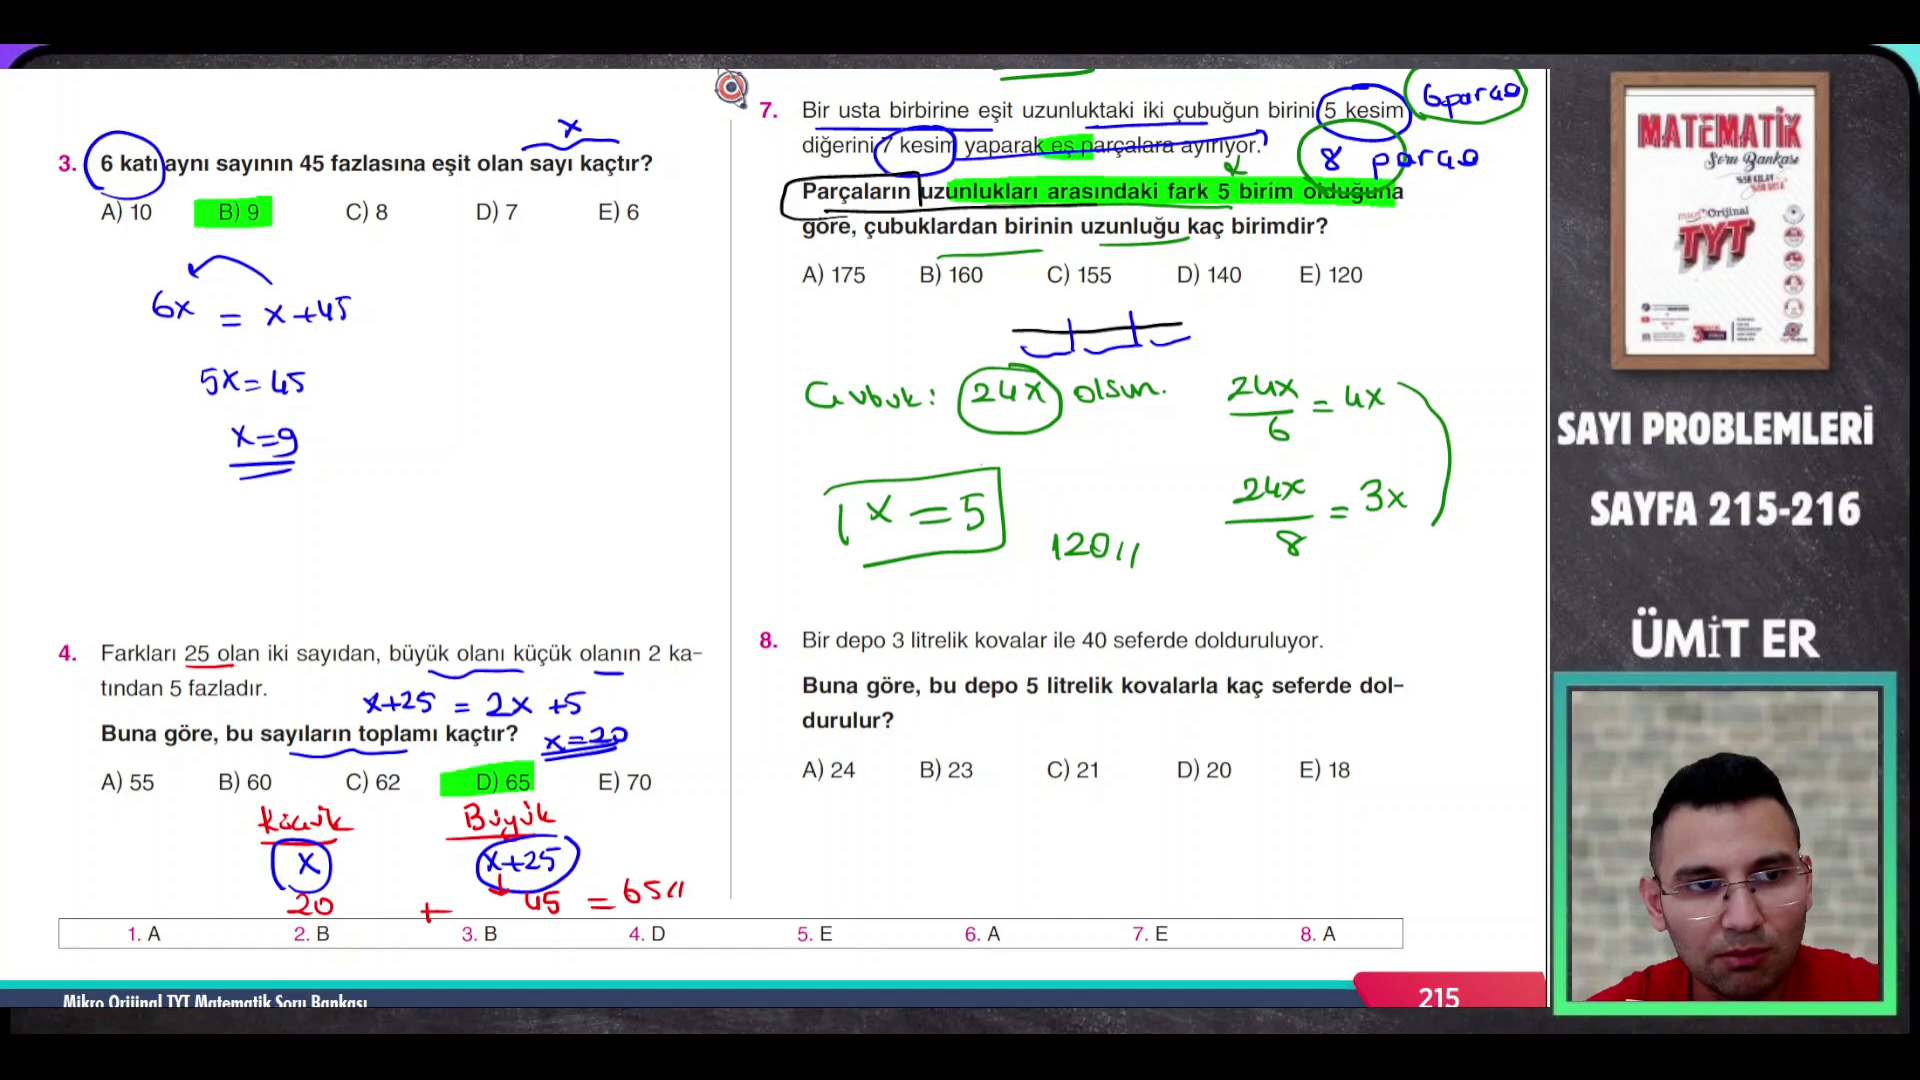 3. 6 katı aynı sayının 45 fazlasına eşit olan sayı kaçtır?
x
A) 10 B) 9 C) 8 D) 7 E) 6
6x = x+45
5x=45
x=9
4. Farkları 25 olan iki sayıdan, büyük olanı küçük olanın 2 ka-
tından 5 fazladır.
x+25 = 2x +5
Buna göre, bu sayıların toplamı kaçtır?
x=20
A) 55 B) 60 C) 62 D) 65 E) 70
Küçük Büyük
x x+25
20 + 45 = 65//
7. Bir usta birbirine eşit uzunluktaki iki çubuğun birini 5 kesim
6 parça
diğerini 7 kesim yaparak eş parçalara ayırıyor.
8 parça
x
Parçaların uzunlukları arasındaki fark 5 birim olduğuna
göre, çubuklardan birinin uzunluğu kaç birimdir?
A) 175 B) 160 C) 155 D) 140 E) 120
Çubuk: 24x olsun.
24x/6 = 4x
24x/8 = 3x
x = 5
120//
8. Bir depo 3 litrelik kovalar ile 40 seferde dolduruluyor.
Buna göre, bu depo 5 litrelik kovalarla kaç seferde dol-
durulur?
A) 24 B) 23 C) 21 D) 20 E) 18
1. A 2. B 3. B 4. D 5. E 6. A 7. E 8. A
Mikro Orijinal TYT Matematik Soru Bankası
215
MATEMATİK
Soru Bankası
mikro Orijinal
TYT
SAYI PROBLEMLERİ
SAYFA 215-216
ÜMİT ER